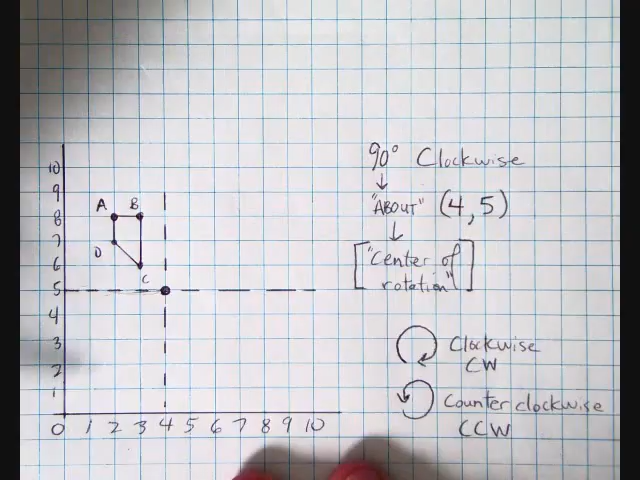 90° Clockwise
"ABOUT" (4,5)
["Center of
rotation"]
Clockwise
CW
Counter clockwise
CCW
10
9
8
7
6
5
4
3
2
1
A B
D
C
0 1 2 3 4 5 6 7 8 9 10